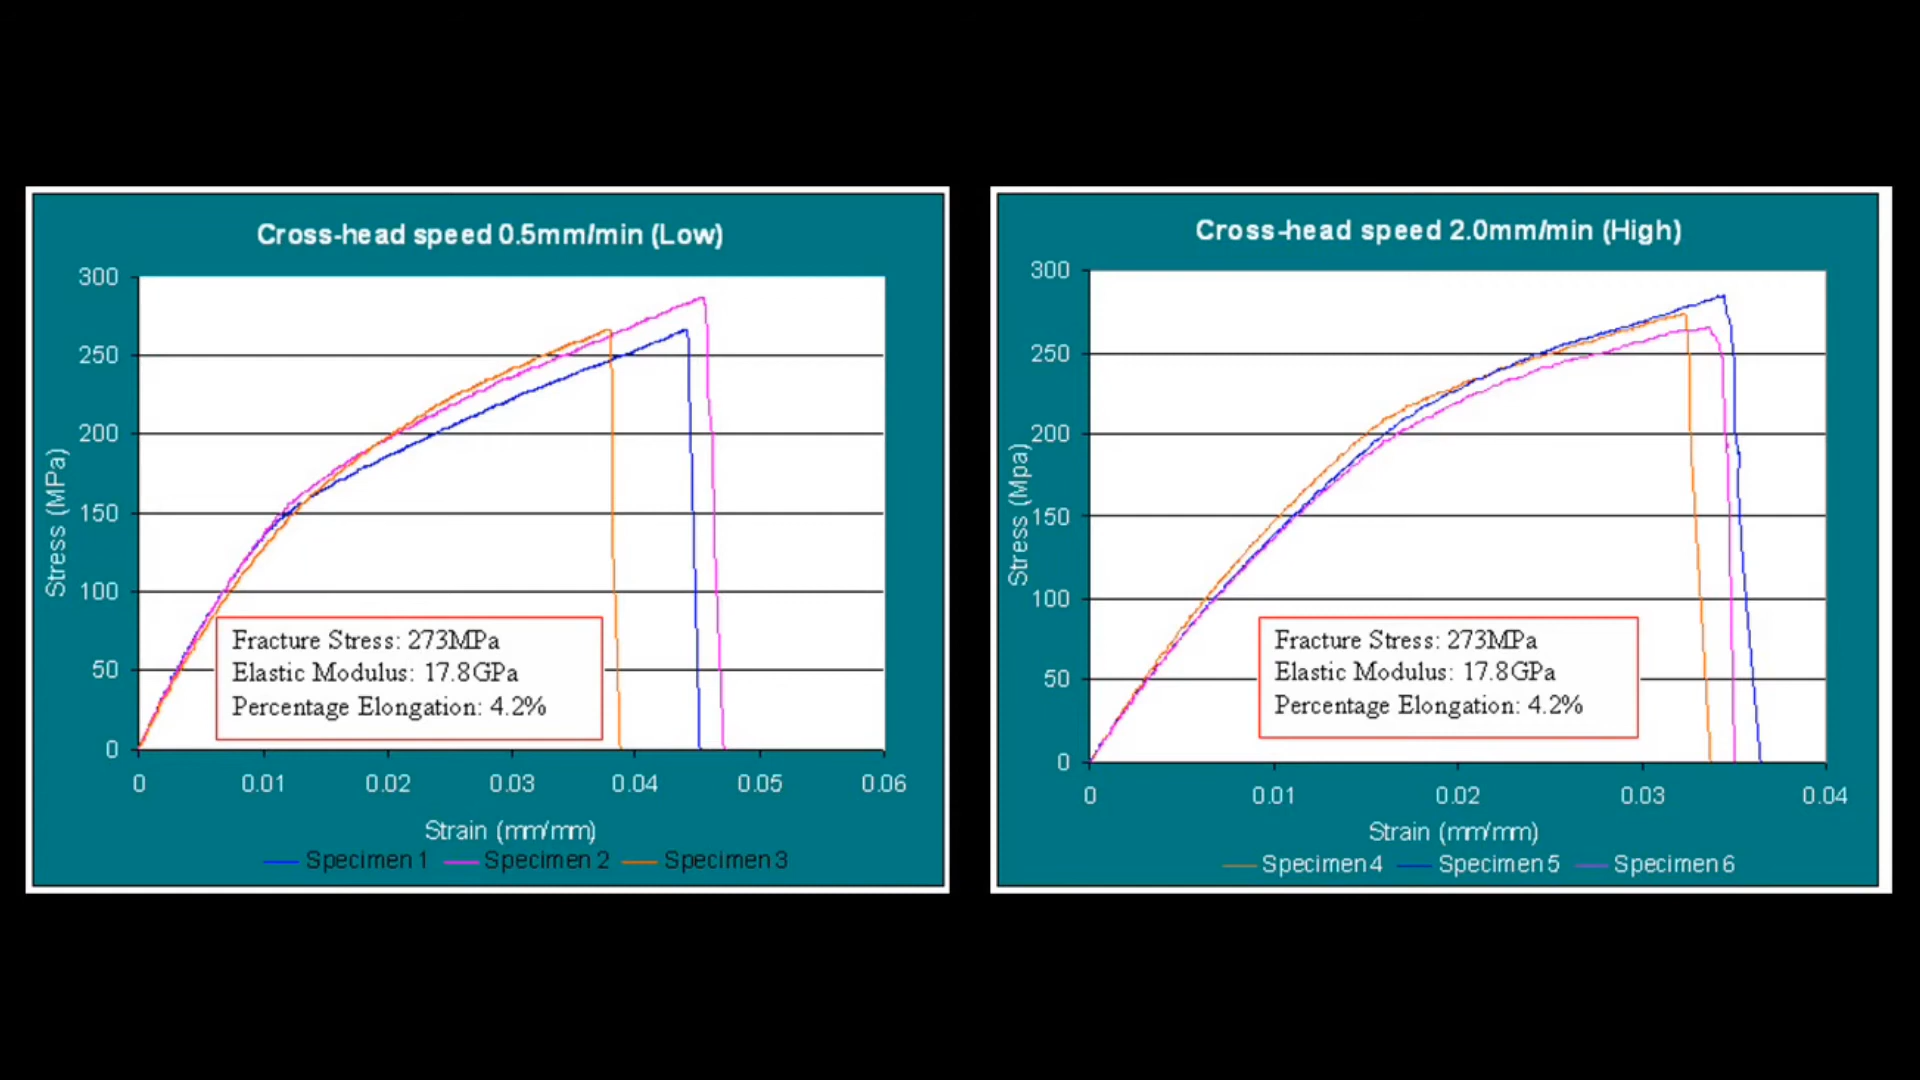 Cross-head speed 0.5mm/min (Low)
300
250
200
150
100
50
0
Stress (MPa)
Fracture Stress: 273MPa
Elastic Modulus: 17.8GPa
Percentage Elongation: 4.2%
0 0.01 0.02 0.03 0.04 0.05 0.06
Strain (mm/mm)
Specimen 1 Specimen 2 Specimen 3
Cross-head speed 2.0mm/min (High)
300
250
200
150
100
50
0
Stress (Mpa)
Fracture Stress: 273MPa
Elastic Modulus: 17.8GPa
Percentage Elongation: 4.2%
0 0.01 0.02 0.03 0.04
Strain (mm/mm)
Specimen 4 Specimen 5 Specimen 6